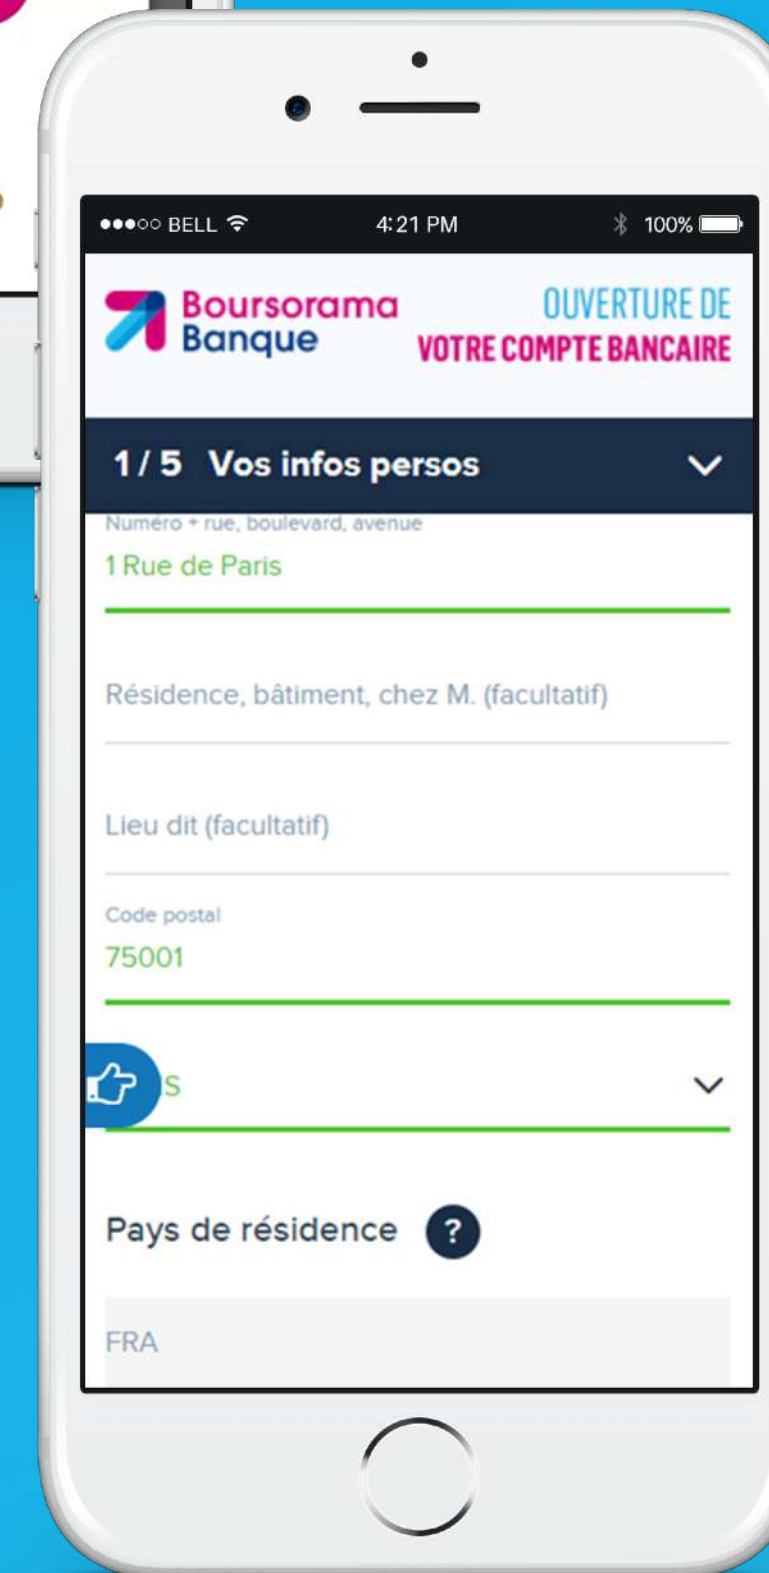 BELL 4:21 PM 100%
Boursorama
Banque
OUVERTURE DE
VOTRE COMPTE BANCAIRE
1 / 5 Vos infos persos
Numéro + rue, boulevard, avenue
1 Rue de Paris
Résidence, bâtiment, chez M. (facultatif)
Lieu dit (facultatif)
Code postal
75001
Pays de résidence ?
FRA